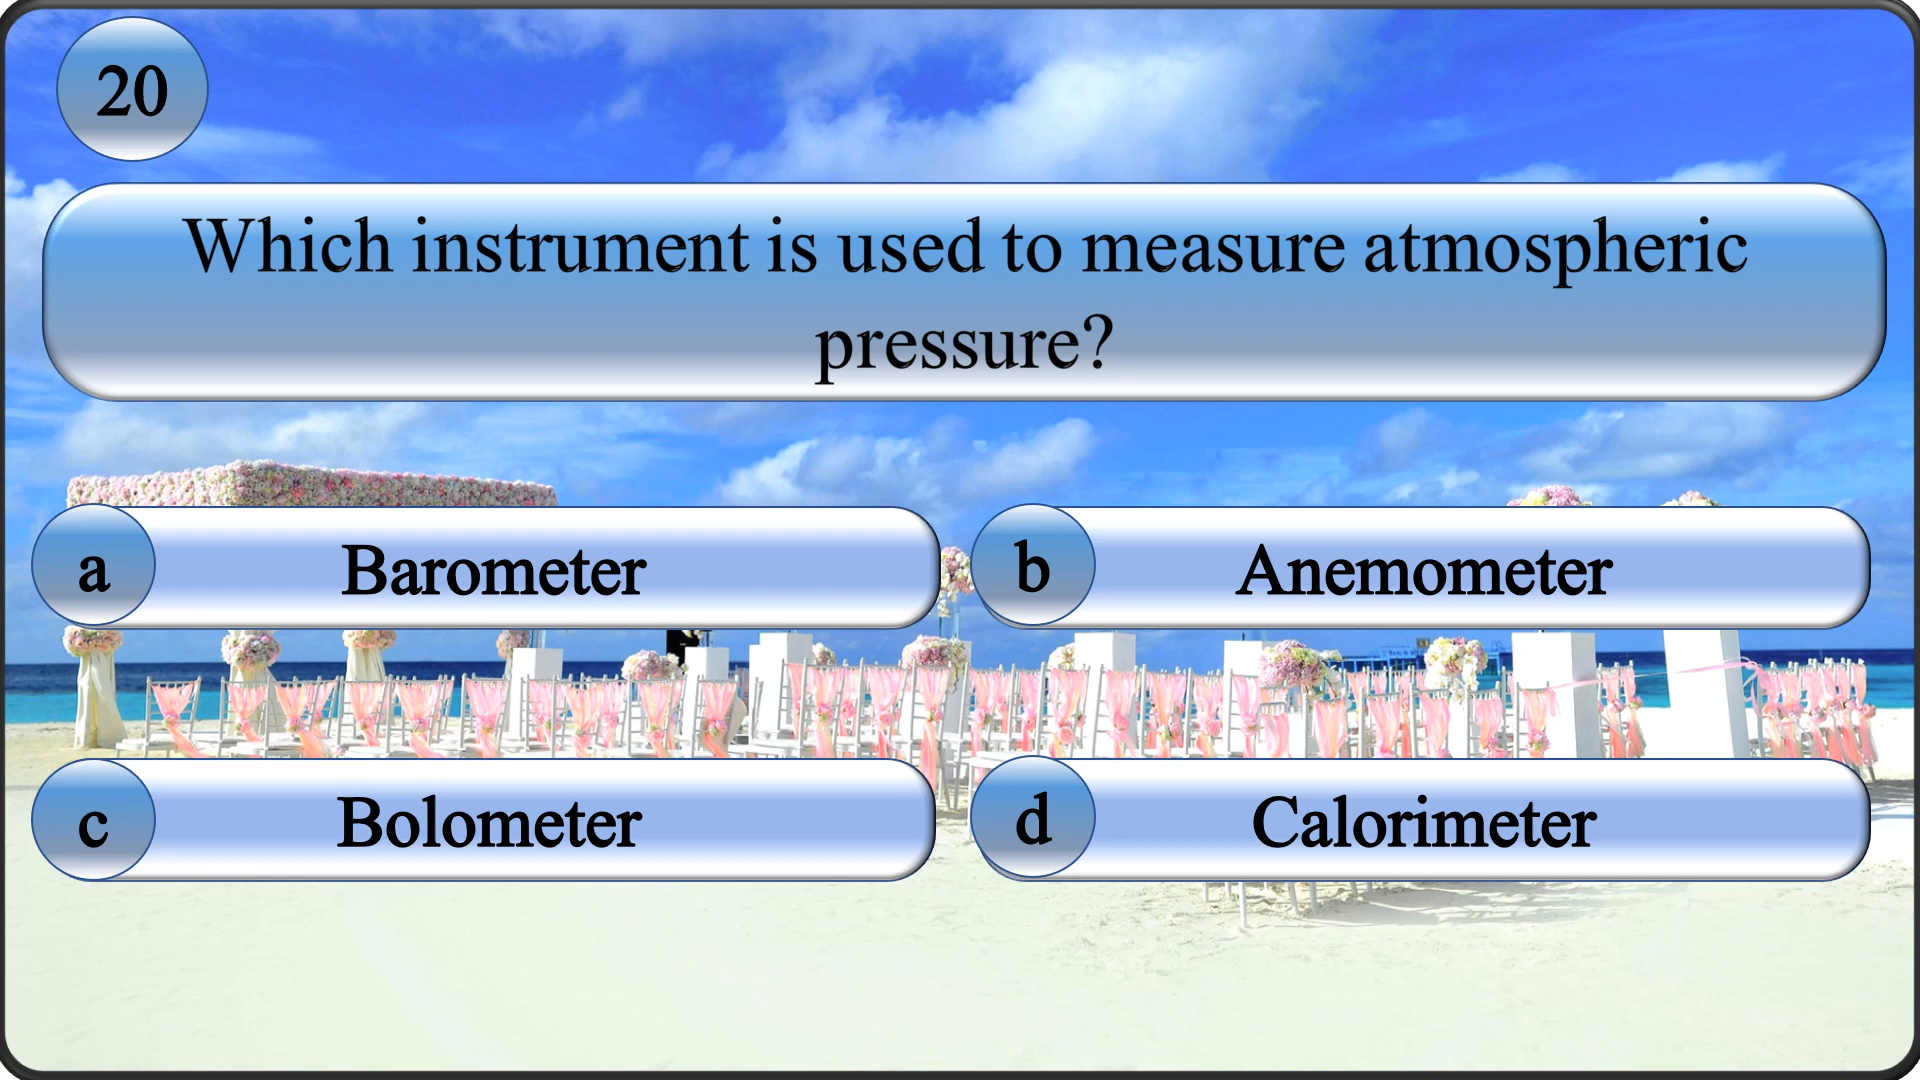 20
Which instrument is used to measure atmospheric
pressure?
a Barometer
b Anemometer
c Bolometer
d Calorimeter